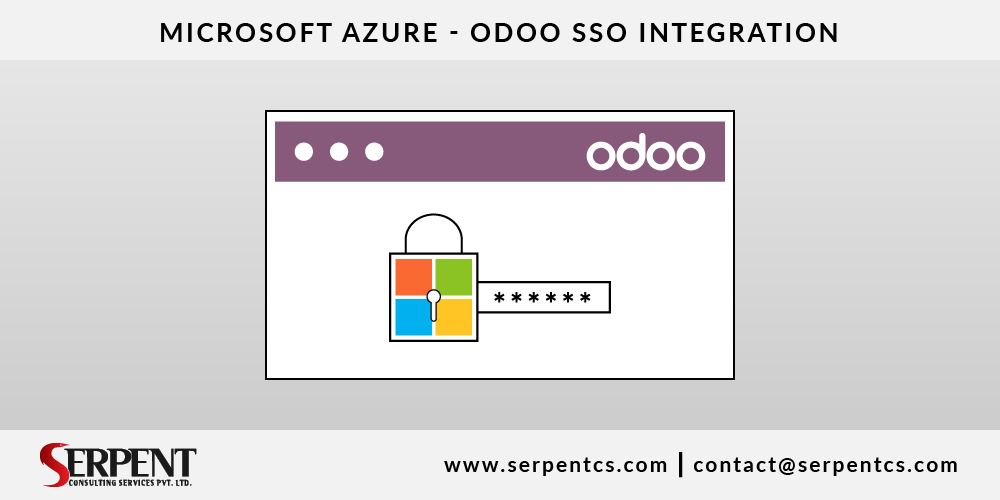 MICROSOFT AZURE - ODOO SSO INTEGRATION
odoo
******
SERPENT
CONSULTING SERVICES PVT. LTD.
www.serpentcs.com | contact@serpentcs.com